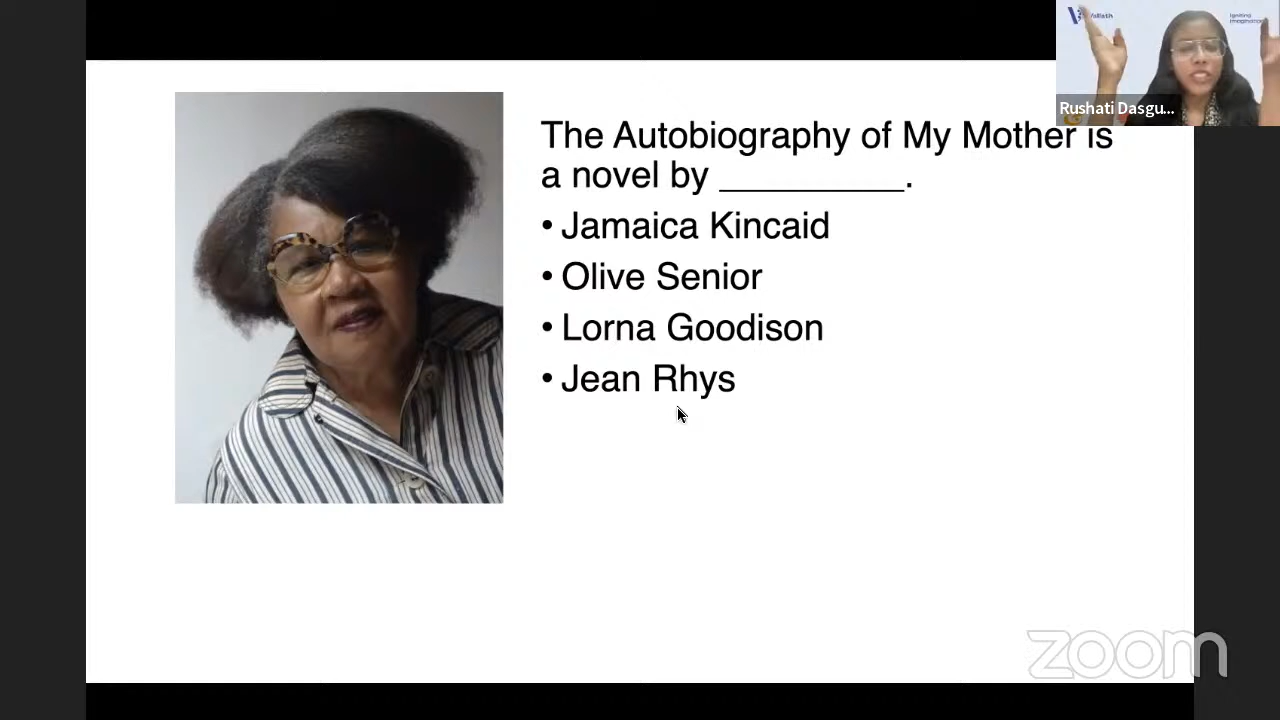 The Autobiography of My Mother is
a novel by __________.
• Jamaica Kincaid
• Olive Senior
• Lorna Goodison
• Jean Rhys
Rushati Dasgu...
Igniting
zoom